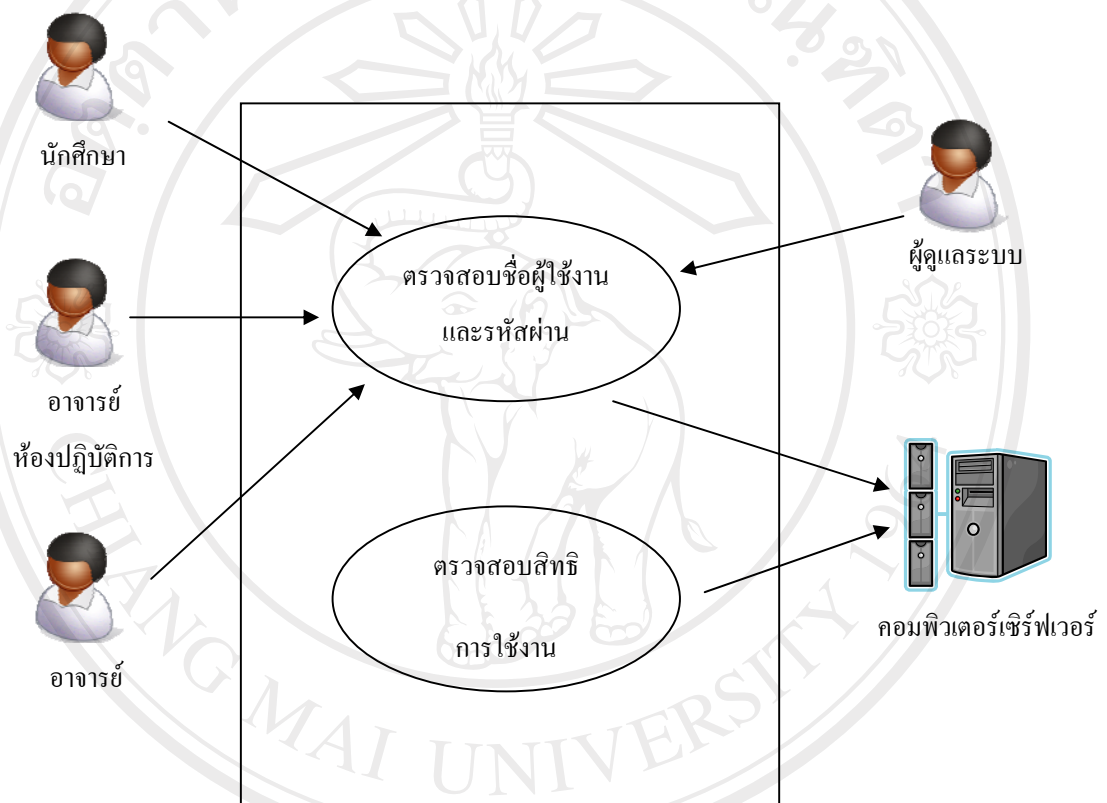 นักศึกษา
ผู้ดูแลระบบ
ตรวจสอบชื่อผู้ใช้งาน
และรหัสผ่าน
อาจารย์
ห้องปฏิบัติการ
ตรวจสอบสิทธิ
การใช้งาน
คอมพิวเตอร์เซิร์ฟเวอร์
อาจารย์
CHIANG MAI UNIVERSITY